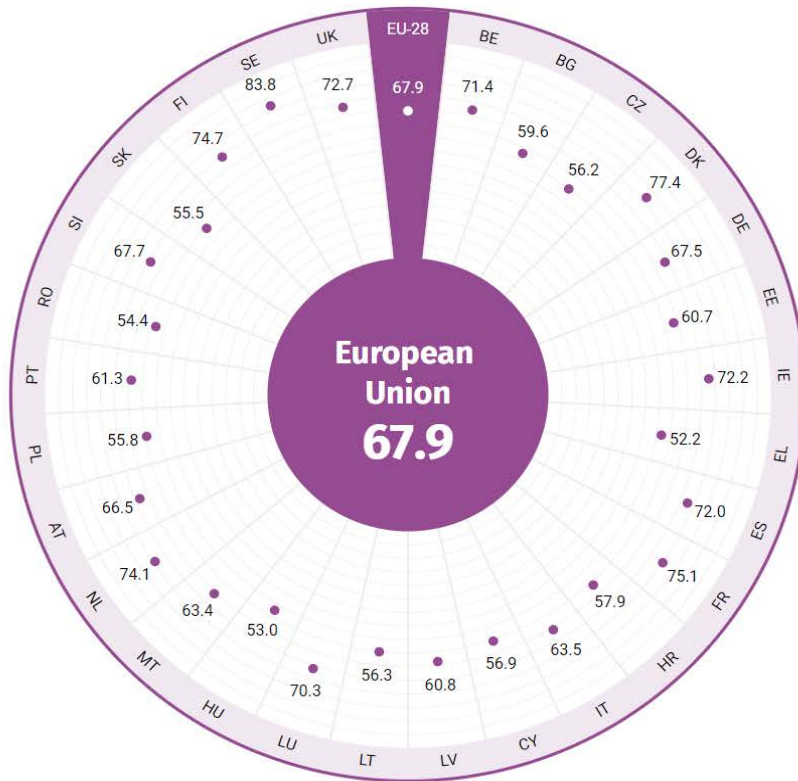 EU-28
67.9
BE
71.4
BG
59.6
CZ
56.2
DK
77.4
DE
67.5
EE
60.7
IE
72.2
EL
52.2
ES
72.0
FR
75.1
HR
57.9
IT
63.5
CY
56.9
LV
60.8
LT
56.3
LU
70.3
HU
53.0
MT
63.4
NL
74.1
AT
66.5
PL
55.8
PT
61.3
RO
54.4
SI
67.7
SK
55.5
FI
74.7
SE
83.8
UK
72.7
European
Union
67.9